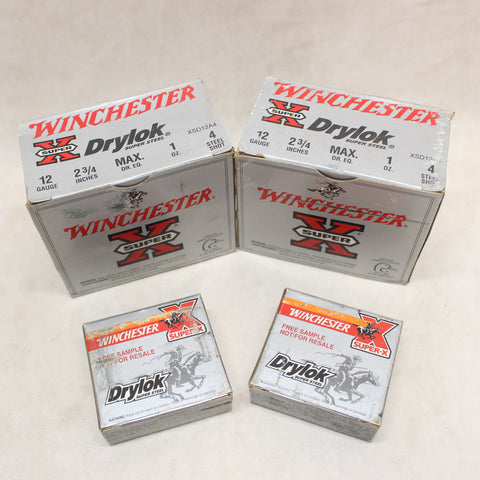 WINCHESTER
X
SUPER
Drylok®
SUPER STEEL
XSD12A4
12
GAUGE
2 3/4
INCHES
MAX.
DR. EQ.
1
OZ.
4
STEEL
SHOT
WINCHESTER
X
SUPER
WINCHESTER
X
SUPER
Drylok®
SUPER STEEL
XSD12A4
12
GAUGE
2 3/4
INCHES
MAX.
DR. EQ.
1
OZ.
4
STEEL
SHOT
WINCHESTER
X
SUPER
WINCHESTER
X
SUPER-X
FREE SAMPLE
NOT/FOR RESALE
Drylok
SUPER STEEL
WINCHESTER
X
SUPER-X
FREE SAMPLE
NOT/FOR RESALE
Drylok
SUPER STEEL